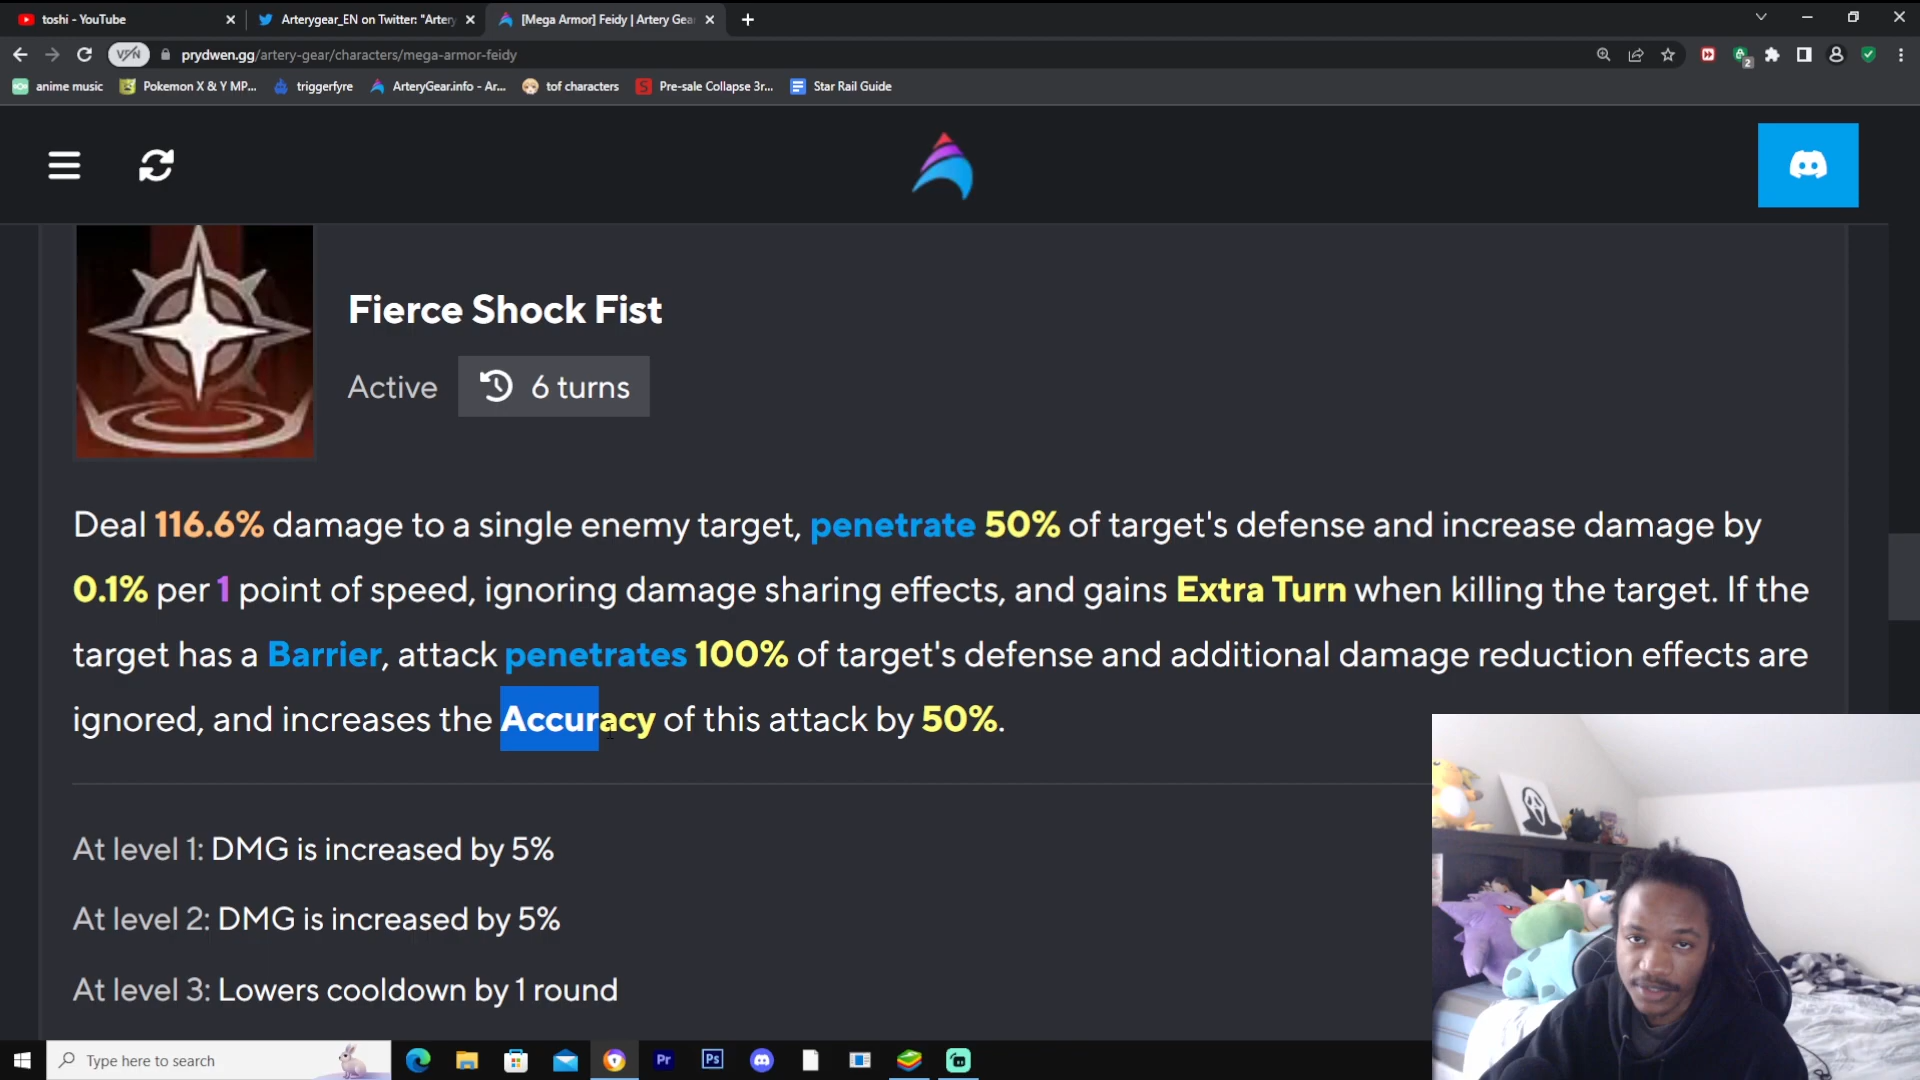 toshi - YouTube
Arterygear_EN on Twitter: "Artery
[Mega Armor] Feidy | Artery Gea
VPN
prydwen.gg/artery-gear/characters/mega-armor-feidy
2
anime music
Pokemon X & Y MP...
triggerfyre
ArteryGear.info - Ar...
tof characters
Pre-sale Collapse 3r...
Star Rail Guide
Fierce Shock Fist
Active
6 turns
Deal 116.6% damage to a single enemy target, penetrate 50% of target's defense and increase damage by
0.1% per 1 point of speed, ignoring damage sharing effects, and gains Extra Turn when killing the target. If the
target has a Barrier, attack penetrates 100% of target's defense and additional damage reduction effects are
ignored, and increases the Accuracy of this attack by 50%.
At level 1: DMG is increased by 5%
At level 2: DMG is increased by 5%
At level 3: Lowers cooldown by 1 round
Type here to search
Pr
Ps